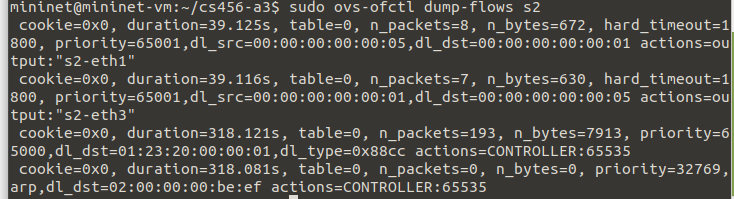 mininet@mininet-vm:~/cs456-a3$ sudo ovs-ofctl dump-flows s2
 cookie=0x0, duration=39.125s, table=0, n_packets=8, n_bytes=672, hard_timeout=1
800, priority=65001,dl_src=00:00:00:00:00:05,dl_dst=00:00:00:00:00:01 actions=ou
tput:"s2-eth1"
 cookie=0x0, duration=39.116s, table=0, n_packets=7, n_bytes=630, hard_timeout=1
800, priority=65001,dl_src=00:00:00:00:00:01,dl_dst=00:00:00:00:00:05 actions=ou
tput:"s2-eth3"
 cookie=0x0, duration=318.121s, table=0, n_packets=193, n_bytes=7913, priority=6
5000,dl_dst=01:23:20:00:00:01,dl_type=0x88cc actions=CONTROLLER:65535
 cookie=0x0, duration=318.081s, table=0, n_packets=0, n_bytes=0, priority=32769,
arp,dl_dst=02:00:00:00:be:ef actions=CONTROLLER:65535